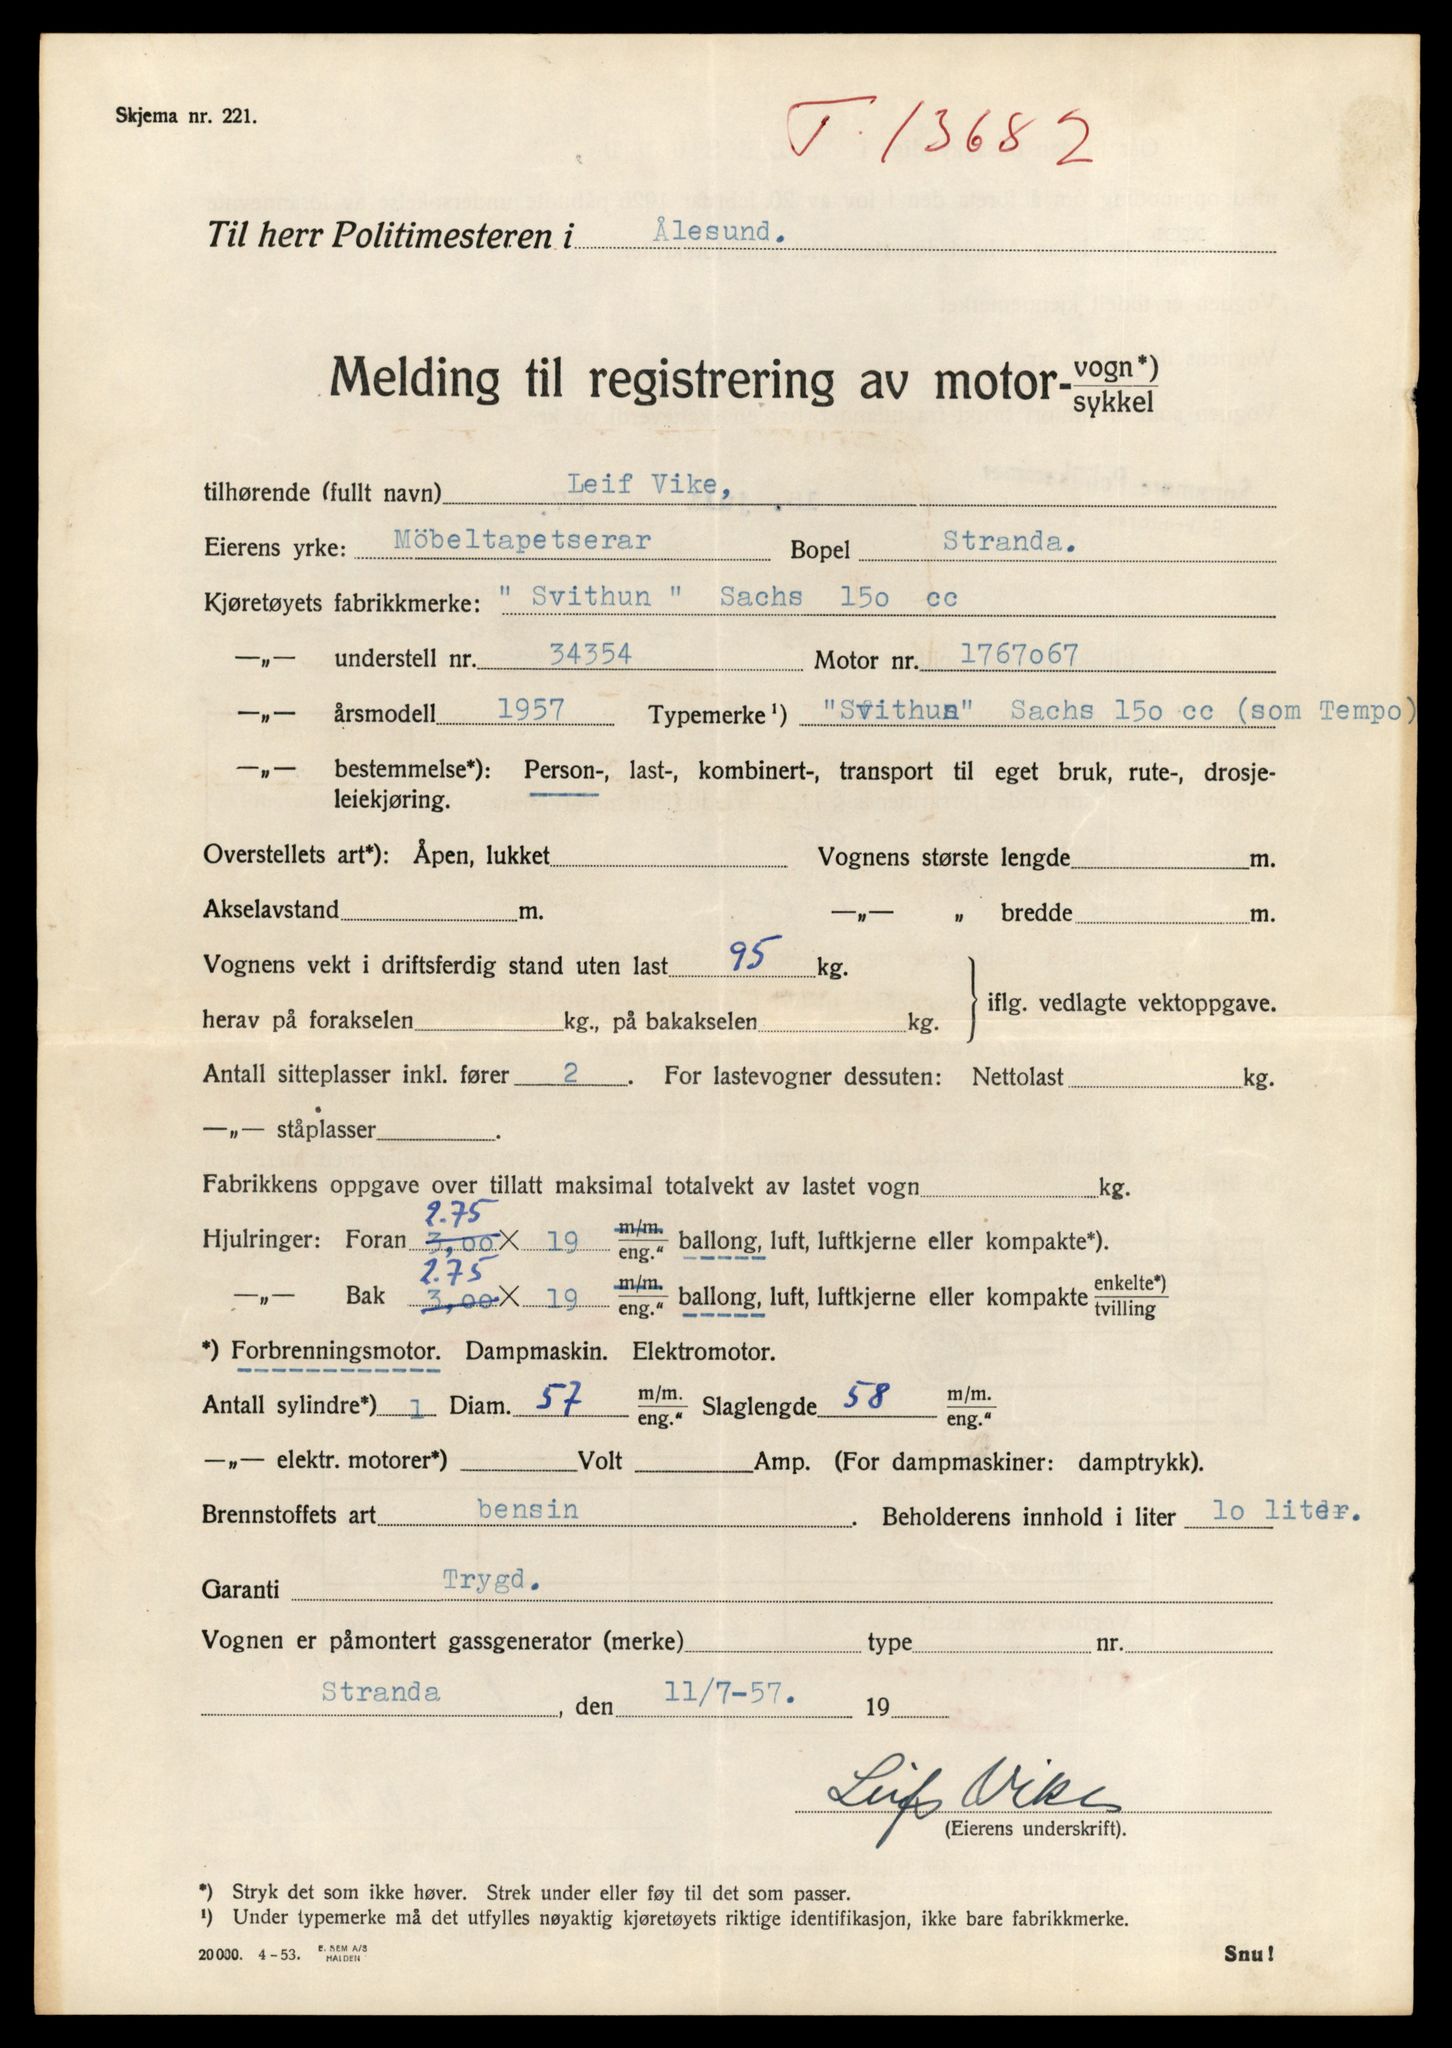 Skjema nr. 221.
T. 13682
Til herr Politimesteren i Ålesund.
Melding til registrering av motor- vogn*) sykkel
tilhørende (fullt navn) Leif Vike,
Eierens yrke: Möbeltapetserar Bopel Stranda.
Kjøretøyets fabrikkmerke: " Svithun " Sachs 15o cc
—„— understell nr. 34354 Motor nr. 1767o67
—„— årsmodell 1957 Typemerke¹) "Svithun" Sachs 15o cc (som Tempo)
—„— bestemmelse*): Person-, last-, kombinert-, transport til eget bruk, rute-, drosje-
leiekjøring.
Overstellets art*): Åpen, lukket Vognens største lengde m.
Akselavstand m. —„— „ bredde m.
Vognens vekt i driftsferdig stand uten last 95 kg.
iflg. vedlagte vektoppgave.
herav på forakselen kg., på bakakselen kg.
Antall sitteplasser inkl. fører 2. For lastevogner dessuten: Nettolast kg.
—„— ståplasser .
Fabrikkens oppgave over tillatt maksimal totalvekt av lastet vogn kg.
2.75
Hjulringer: Foran 3,oo X 19 m/m. eng." ballong, luft, luftkjerne eller kompakte*).
2.75
—„— Bak 3,oo X 19 m/m. eng." ballong, luft, luftkjerne eller kompakte enkelte*) tvilling
*) Forbrenningsmotor. Dampmaskin. Elektromotor.
Antall sylindre*) 1 Diam. 57 m/m. eng." Slaglengde 58 m/m. eng."
—„— elektr. motorer*) Volt Amp. (For dampmaskiner: damptrykk).
Brennstoffets art bensin . Beholderens innhold i liter lo liter.
Garanti Trygd.
Vognen er påmontert gassgenerator (merke) type nr.
Stranda , den 11/7-57. 19
Leif Vike
(Eierens underskrift).
*) Stryk det som ikke høver. Strek under eller føy til det som passer.
¹) Under typemerke må det utfylles nøyaktig kjøretøyets riktige identifikasjon, ikke bare fabrikkmerke.
20 000. 4 - 53. E. SEM A/S HALDEN
Snu!